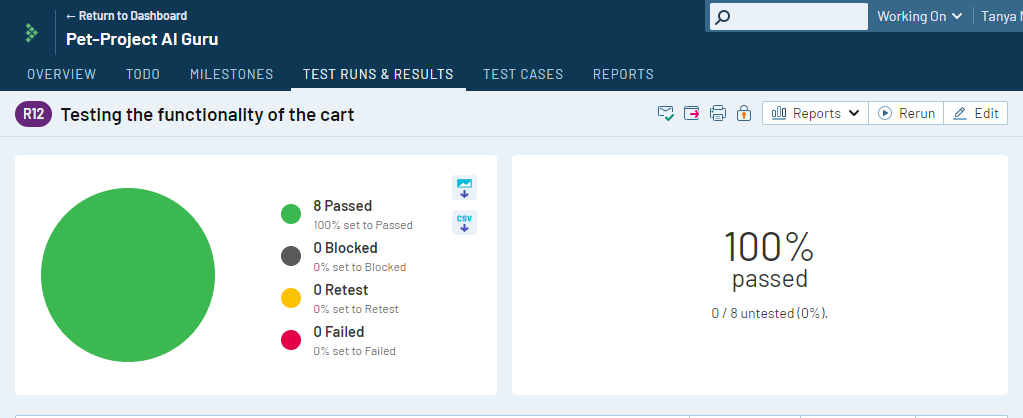 ← Return to Dashboard
Pet-Project AI Guru
Working On
Tanya
OVERVIEW TODO MILESTONES TEST RUNS & RESULTS TEST CASES REPORTS
R12 Testing the functionality of the cart
Reports Rerun Edit
8 Passed
100% set to Passed
0 Blocked
0% set to Blocked
0 Retest
0% set to Retest
0 Failed
0% set to Failed
CSV
100%
passed
0 / 8 untested (0%).